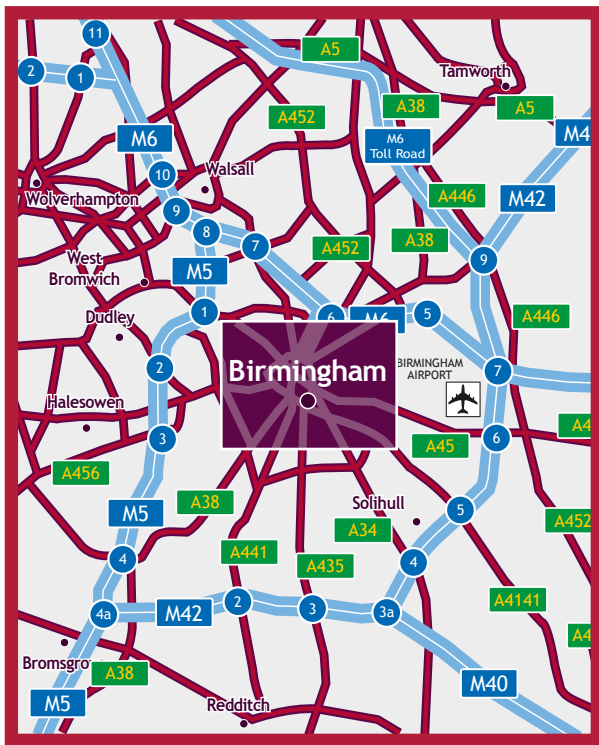 11
A5
Tamworth
2
1
A38
A5
A452
M6
M6
Toll Road
M4
10
Walsall
Wolverhampton
A446
M42
9
8
A38
7
A452
9
West
Bromwich
M5
1
6
M6
5
A446
Dudley
2
Birmingham
BIRMINGHAM
AIRPORT
7
Halesowen
3
A45
6
A4
A456
A38
Solihull
5
M5
A34
A452
4
A441
A435
4
2
3
3a
A4141
4a
M42
A4
Bromsgro
A38
M40
M5
Redditch